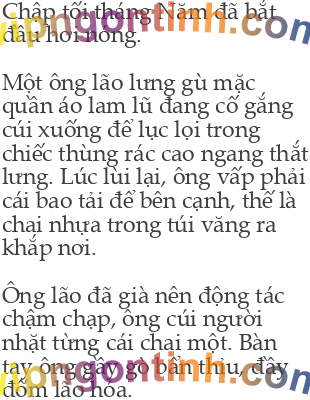 Chập tối tháng Năm đã bắt
đầu hơi nóng.
Một ông lão lưng gù mặc
quần áo lam lũ đang cố gắng
cúi xuống để lục lọi trong
chiếc thùng rác cao ngang thắt
lưng. Lúc lùi lại, ông vấp phải
cái bao tải để bên cạnh, thế là
chai nhựa trong túi văng ra
khắp nơi.
Ông lão đã già nên động tác
chậm chạp, ông cúi người
nhặt từng cái chai một. Bàn
tay ông gầy gò bẩn thỉu, đầy
đốm lão hóa.
vipngontinh.com
vipngontinh.com